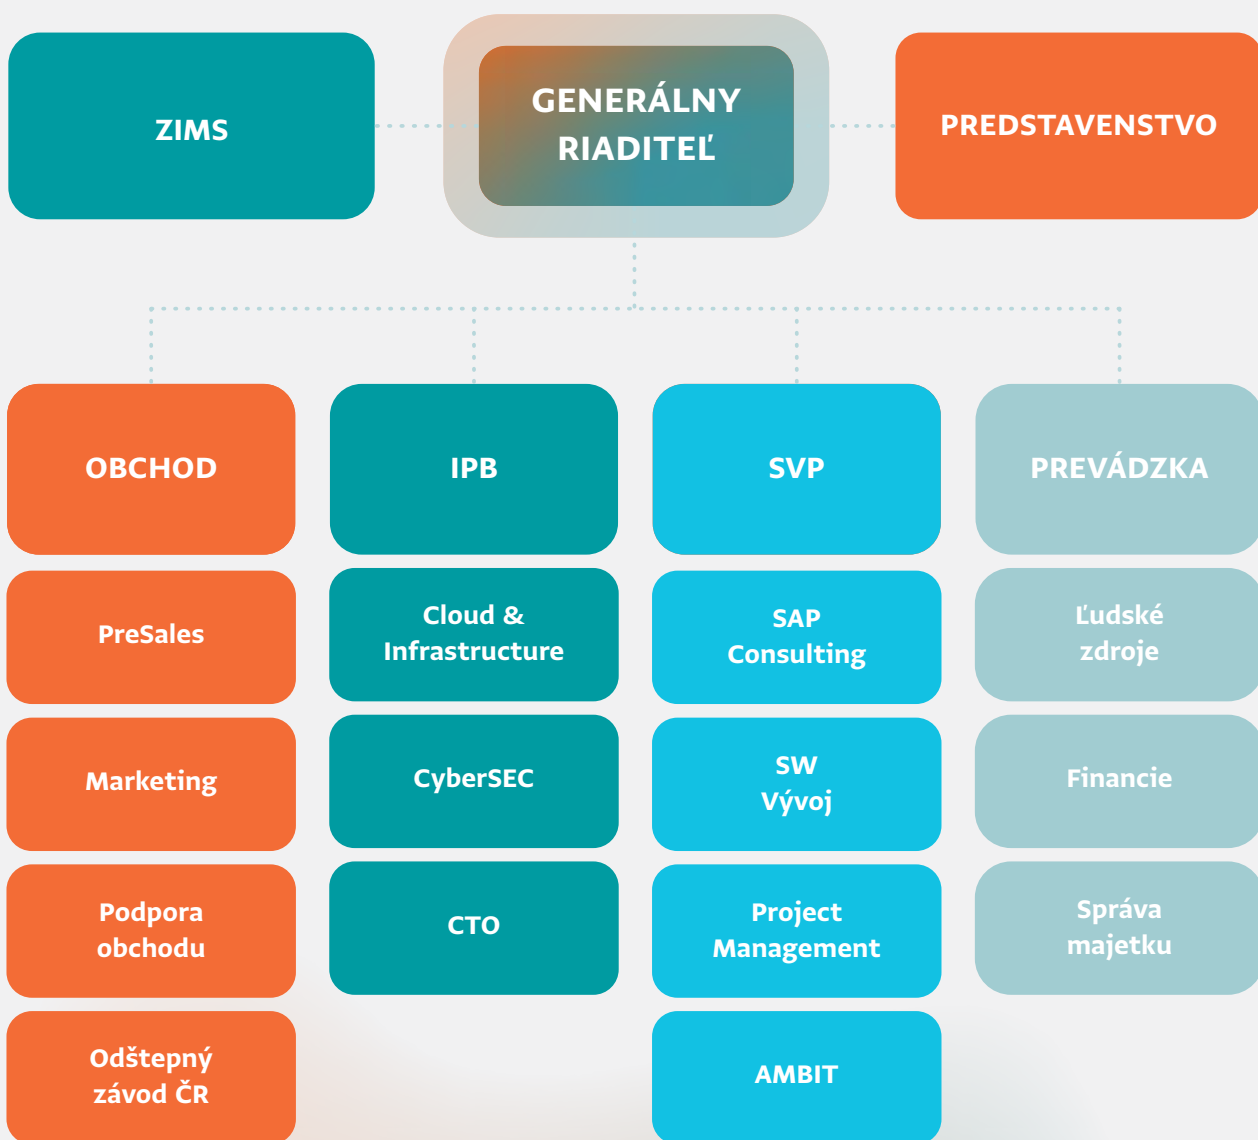 ZIMS
GENERÁLNY
RIADITEĽ
PREDSTAVENSTVO
OBCHOD
IPB
SVP
PREVÁDZKA
PreSales
Marketing
Podpora
obchodu
Odštepný
závod ČR
Cloud &
Infrastructure
CyberSEC
CTO
SAP
Consulting
SW
Vývoj
Project
Management
AMBIT
Ľudské
zdroje
Financie
Správa
majetku